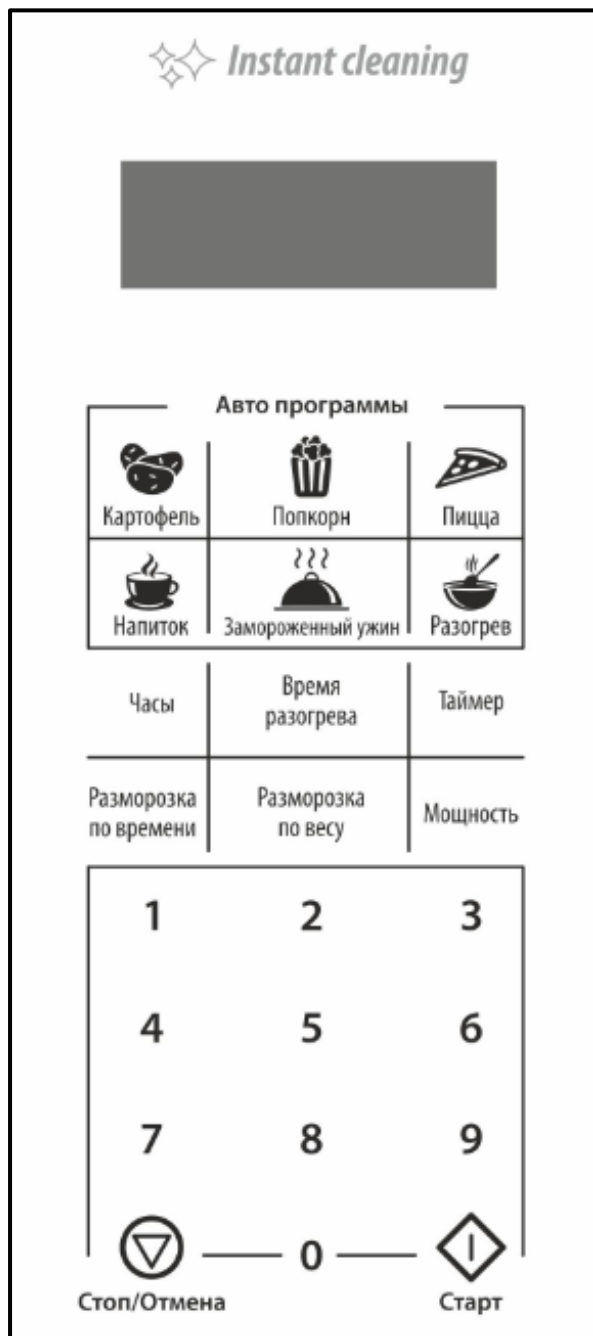 Instant cleaning
Авто программы
Картофель Попкорн Пицца
Напиток Замороженный ужин Разогрев
Часы Время разогрева Таймер
Разморозка по времени Разморозка по весу Мощность
1 2 3
4 5 6
7 8 9
0
Стоп/Отмена Старт